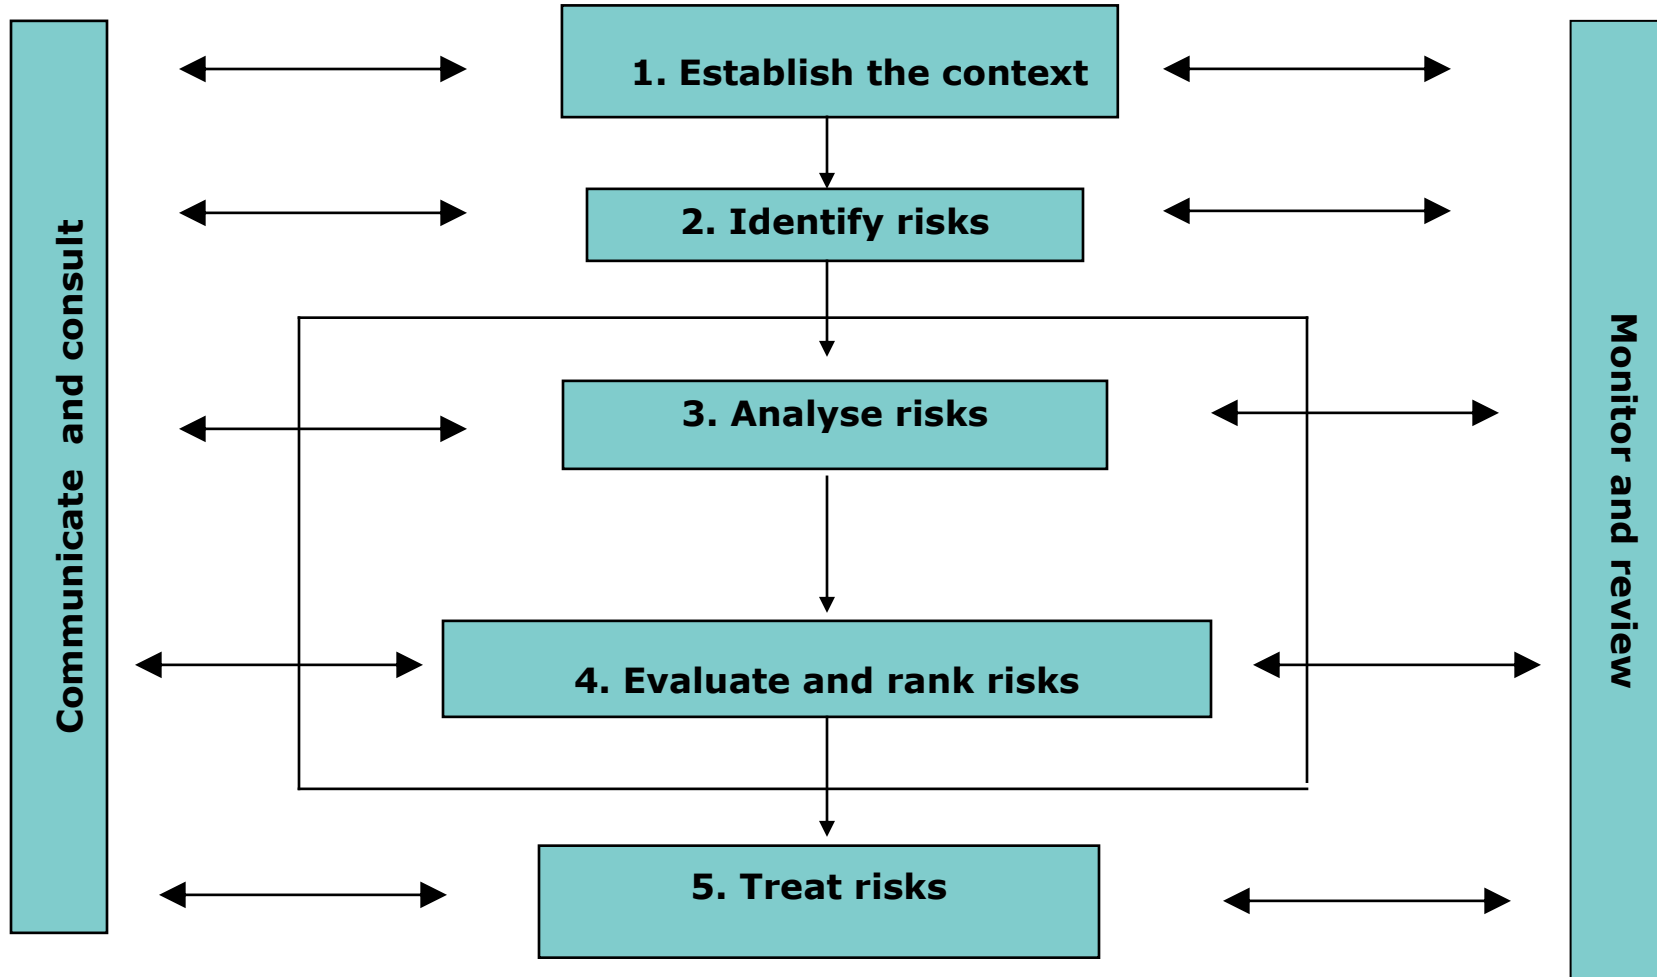 1. Establish the context
2. Identify risks
3. Analyse risks
4. Evaluate and rank risks
5. Treat risks
Communicate and consult
Monitor and review